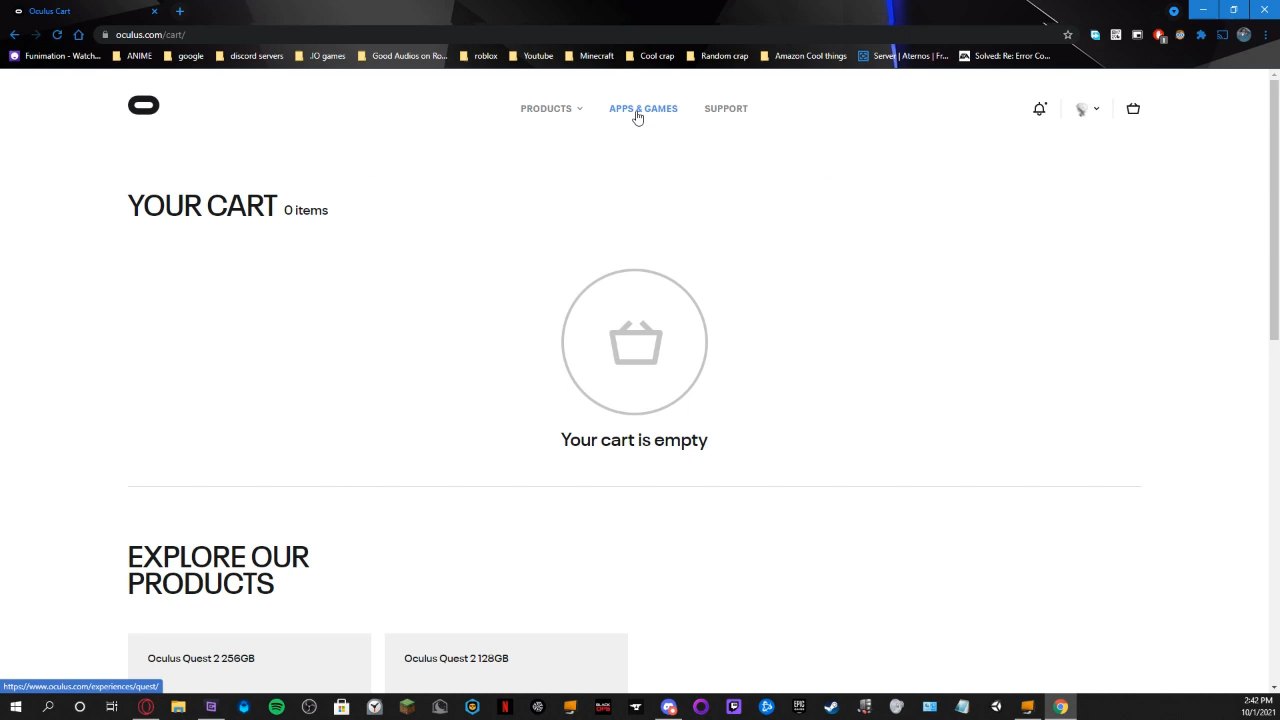 Oculus Cart
oculus.com/cart/
Funimation - Watch...
ANIME
google
discord servers
.IO games
Good Audios on Ro...
roblox
Youtube
Minecraft
Cool crap
Random crap
Amazon Cool things
Server | Aternos | Fr...
Solved: Re: Error Co...
PRODUCTS
APPS & GAMES
SUPPORT
YOUR CART 0 items
Your cart is empty
EXPLORE OUR
PRODUCTS
Oculus Quest 2 256GB
Oculus Quest 2 128GB
https://www.oculus.com/experiences/quest/
2:42 PM
10/1/2021